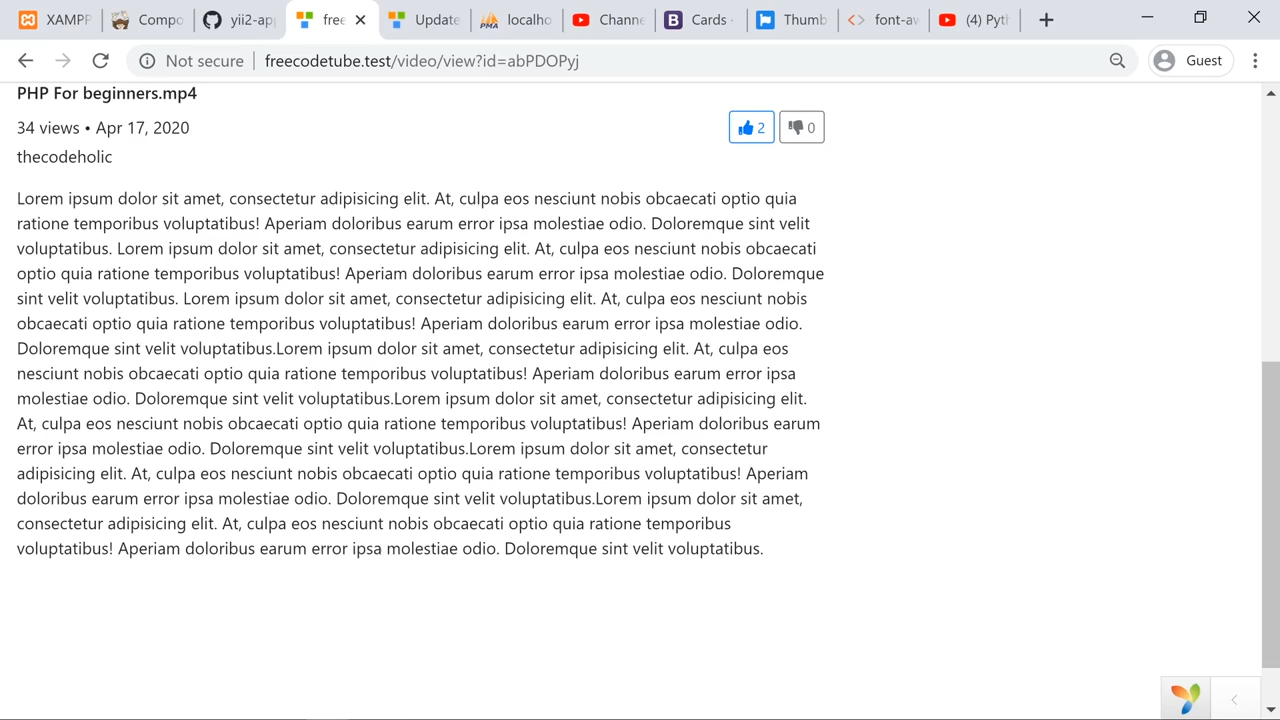 XAMPP
Compo
yii2-ap
free
Update
localho
Channe
Cards
Thumb
font-aw
(4) Pyt
Not secure
freecodetube.test/video/view?id=abPDOPyj
Guest
PHP For beginners.mp4
34 views • Apr 17, 2020
2
0
thecodeholic
Lorem ipsum dolor sit amet, consectetur adipisicing elit. At, culpa eos nesciunt nobis obcaecati optio quia
ratione temporibus voluptatibus! Aperiam doloribus earum error ipsa molestiae odio. Doloremque sint velit
voluptatibus. Lorem ipsum dolor sit amet, consectetur adipisicing elit. At, culpa eos nesciunt nobis obcaecati
optio quia ratione temporibus voluptatibus! Aperiam doloribus earum error ipsa molestiae odio. Doloremque
sint velit voluptatibus. Lorem ipsum dolor sit amet, consectetur adipisicing elit. At, culpa eos nesciunt nobis
obcaecati optio quia ratione temporibus voluptatibus! Aperiam doloribus earum error ipsa molestiae odio.
Doloremque sint velit voluptatibus.Lorem ipsum dolor sit amet, consectetur adipisicing elit. At, culpa eos
nesciunt nobis obcaecati optio quia ratione temporibus voluptatibus! Aperiam doloribus earum error ipsa
molestiae odio. Doloremque sint velit voluptatibus.Lorem ipsum dolor sit amet, consectetur adipisicing elit.
At, culpa eos nesciunt nobis obcaecati optio quia ratione temporibus voluptatibus! Aperiam doloribus earum
error ipsa molestiae odio. Doloremque sint velit voluptatibus.Lorem ipsum dolor sit amet, consectetur
adipisicing elit. At, culpa eos nesciunt nobis obcaecati optio quia ratione temporibus voluptatibus! Aperiam
doloribus earum error ipsa molestiae odio. Doloremque sint velit voluptatibus.Lorem ipsum dolor sit amet,
consectetur adipisicing elit. At, culpa eos nesciunt nobis obcaecati optio quia ratione temporibus
voluptatibus! Aperiam doloribus earum error ipsa molestiae odio. Doloremque sint velit voluptatibus.